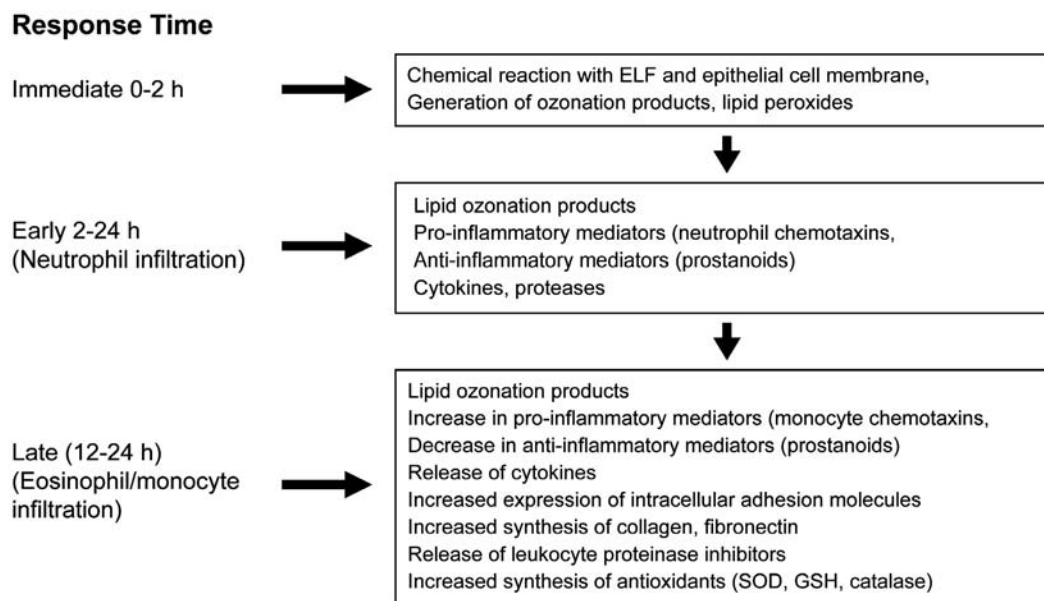 Response Time
Immediate 0-2 h
Chemical reaction with ELF and epithelial cell membrane,
Generation of ozonation products, lipid peroxides
Early 2-24 h
(Neutrophil infiltration)
Lipid ozonation products
Pro-inflammatory mediators (neutrophil chemotaxins,
Anti-inflammatory mediators (prostanoids)
Cytokines, proteases
Late (12-24 h)
(Eosinophil/monocyte
infiltration)
Lipid ozonation products
Increase in pro-inflammatory mediators (monocyte chemotaxins,
Decrease in anti-inflammatory mediators (prostanoids)
Release of cytokines
Increased expression of intracellular adhesion molecules
Increased synthesis of collagen, fibronectin
Release of leukocyte proteinase inhibitors
Increased synthesis of antioxidants (SOD, GSH, catalase)